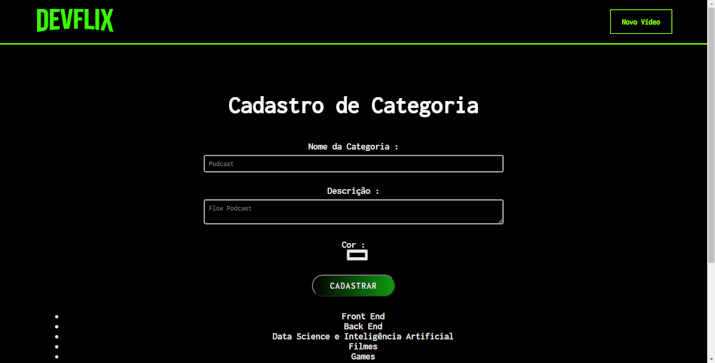 DEVFLIX
Novo Vídeo
Cadastro de Categoria
Nome da Categoria :
Podcast
Descrição :
Flow Podcast
Cor :
CADASTRAR
Front End
Back End
Data Science e Inteligência Artificial
Filmes
Games